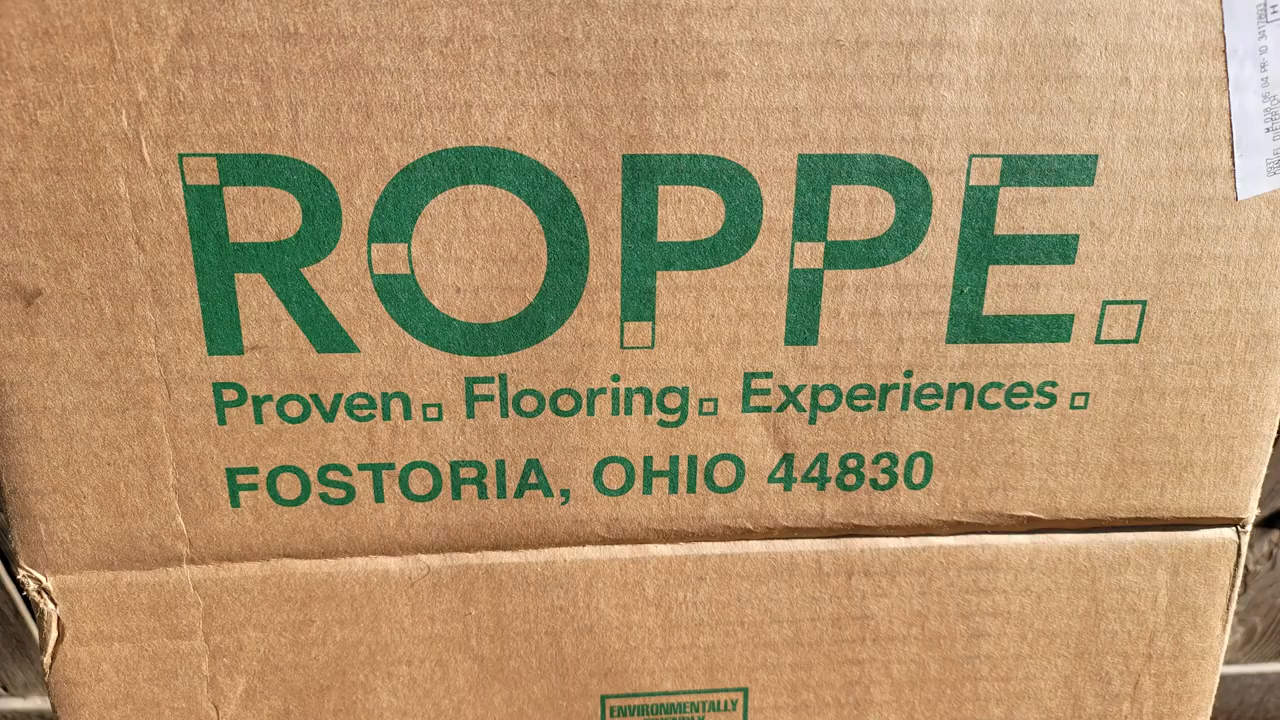 ROPPE.
Proven. Flooring. Experiences.
FOSTORIA, OHIO 44830
ENVIRONMENTALLY